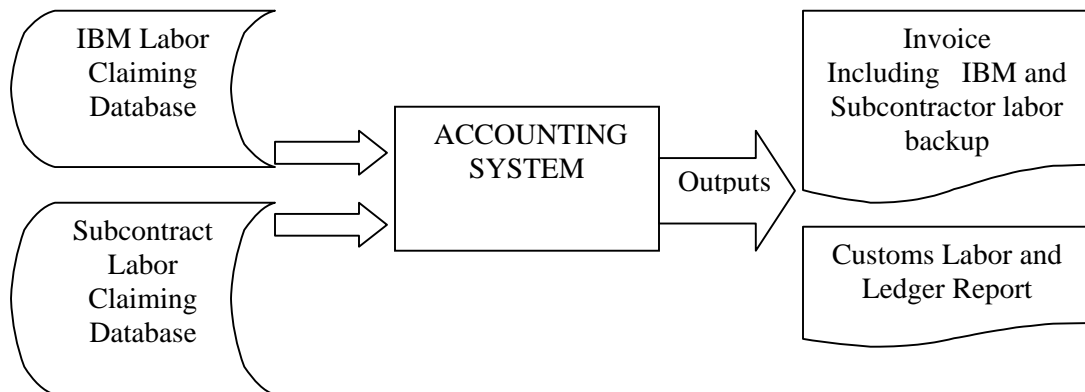 IBM Labor
Claiming
Database
Subcontract
Labor
Claiming
Database
ACCOUNTING
SYSTEM
Outputs
Invoice
Including IBM and
Subcontractor labor
backup
Customs Labor and
Ledger Report